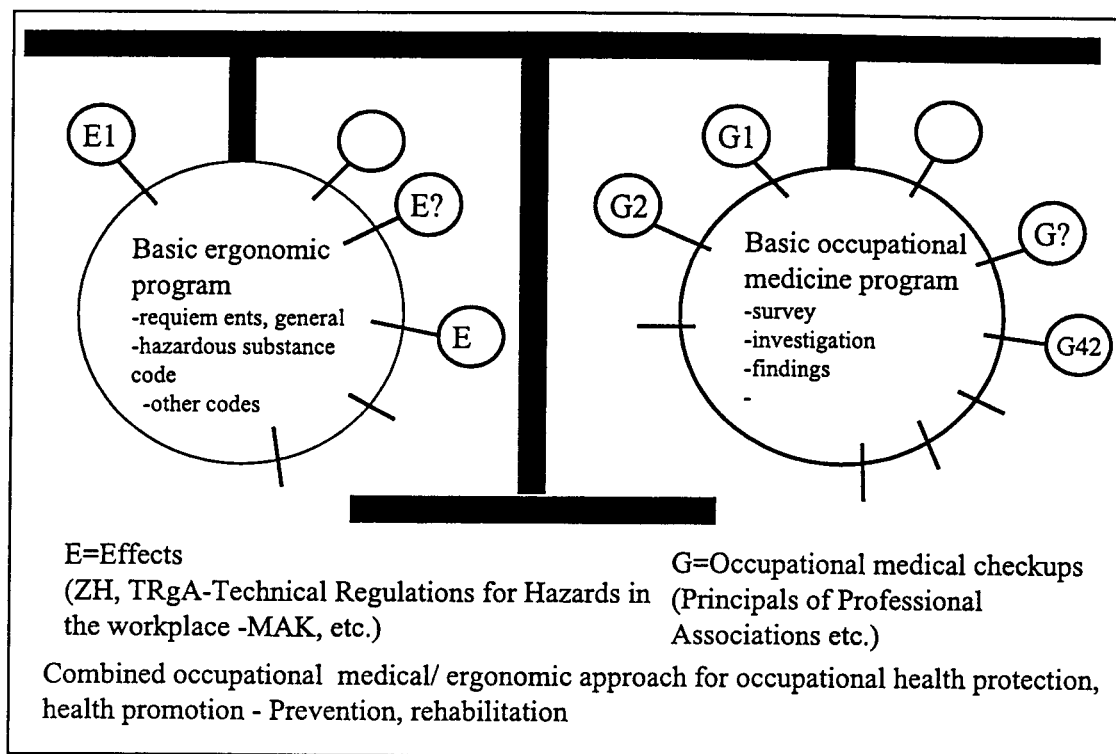 E1
E?
E
Basic ergonomic
program
-requiem ents, general
-hazardous substance
code
-other codes
G1
G2
G?
G42
Basic occupational
medicine program
-survey
-investigation
-findings
-
E=Effects
(ZH, TRgA-Technical Regulations for Hazards in
the workplace -MAK, etc.)
G=Occupational medical checkups
(Principals of Professional
Associations etc.)
Combined occupational medical/ ergonomic approach for occupational health protection,
health promotion - Prevention, rehabilitation